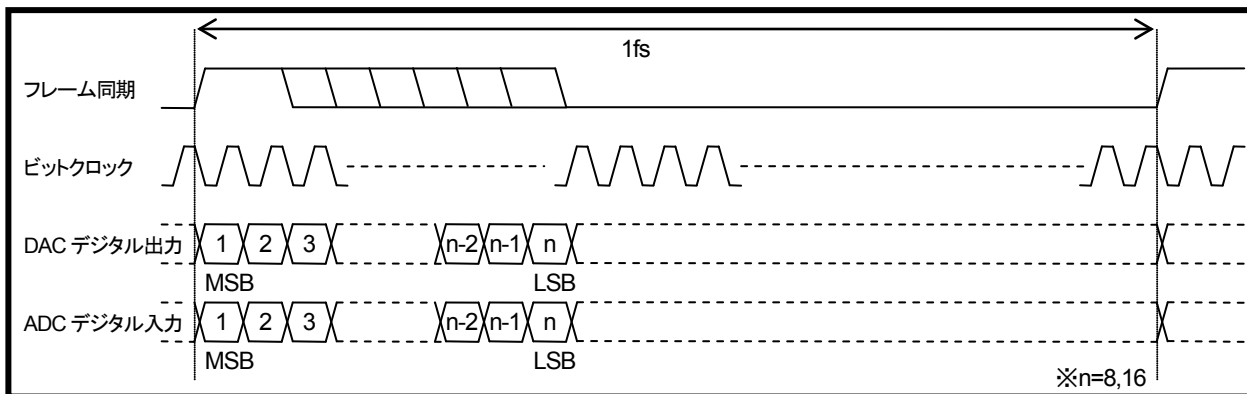 1fs
フレーム同期
ビットクロック
DAC デジタル出力 1 2 3 n-2 n-1 n
MSB LSB
ADC デジタル入力 1 2 3 n-2 n-1 n
MSB LSB
※n=8,16